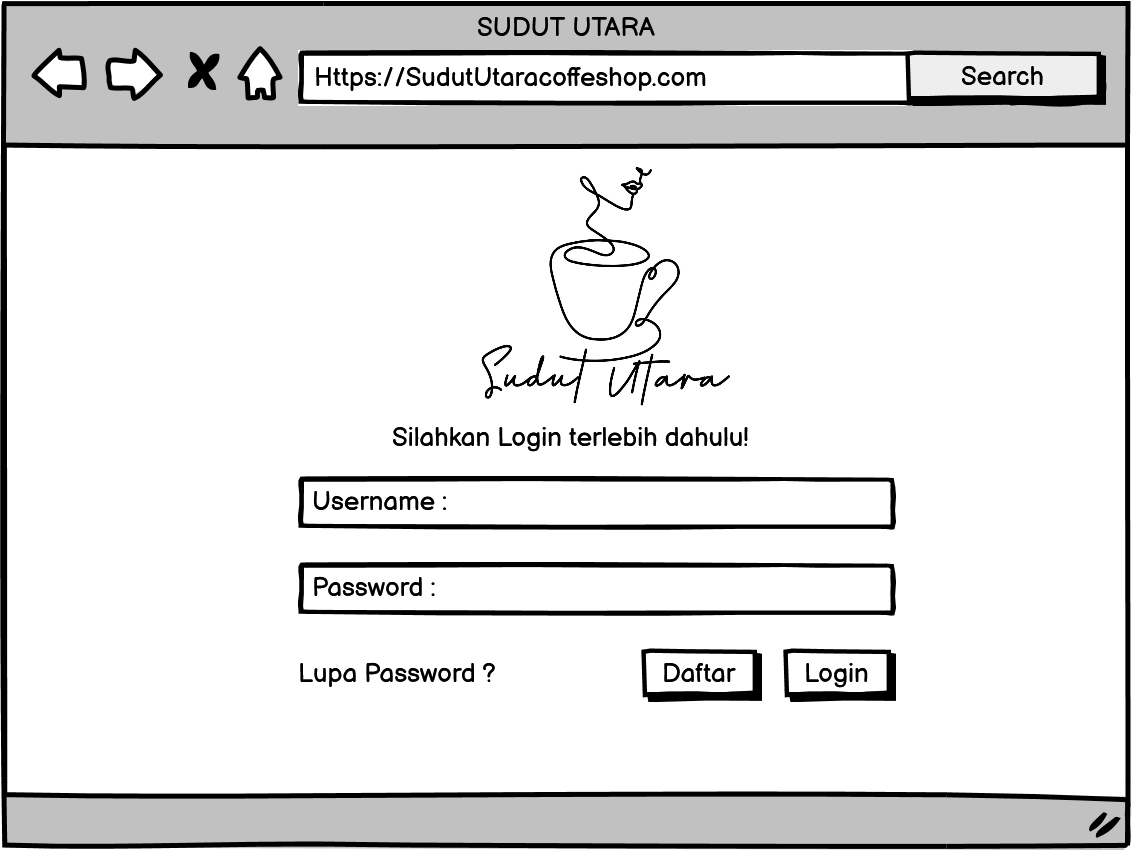 SUDUT UTARA
Https://SudutUtaracoffeshop.com Search
Sudut Utara
Silahkan Login terlebih dahulu!
Username :
Password :
Lupa Password ? Daftar Login